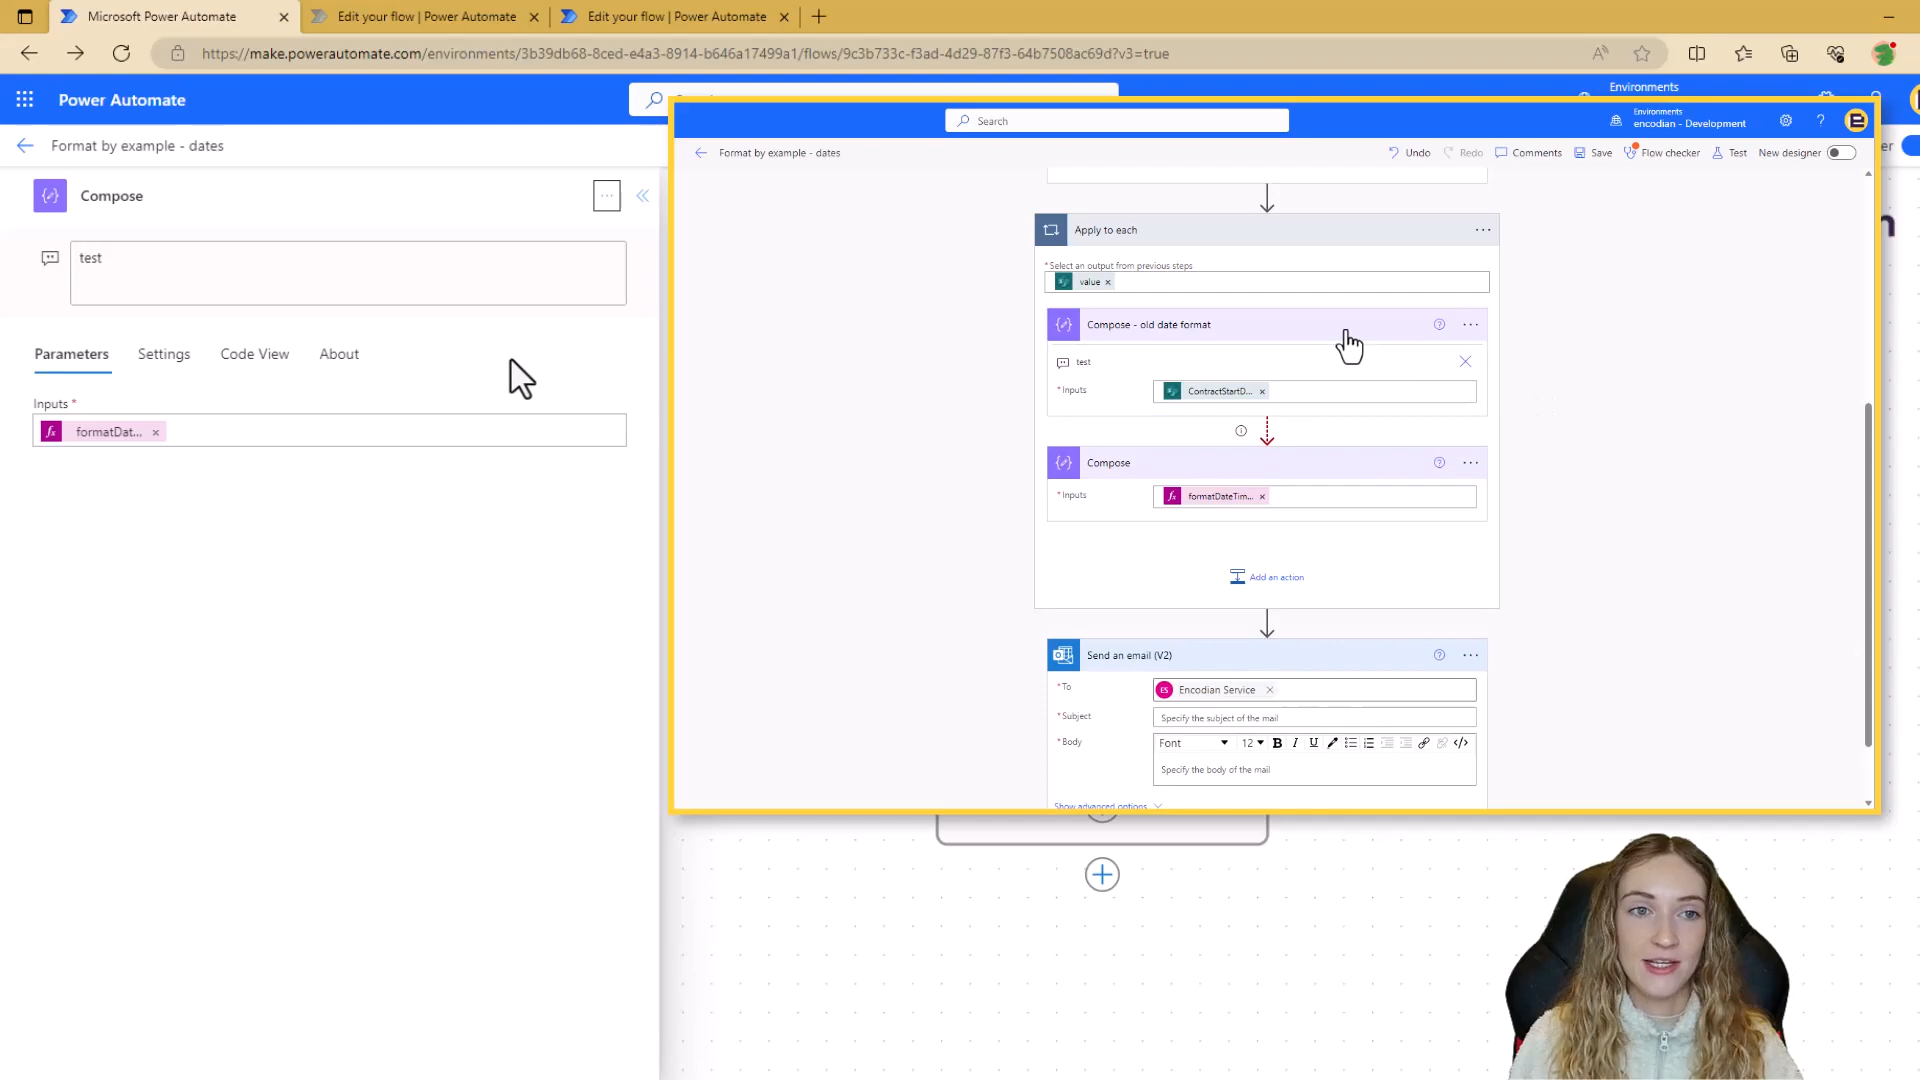 Microsoft Power Automate
Edit your flow | Power Automate
Edit your flow | Power Automate
https://make.powerautomate.com/environments/3b39db68-8ced-e4a3-8914-b646a17499a1/flows/9c3b733c-f3ad-4d29-87f3-64b7508ac69d?v3=true
Power Automate
Environments
Format by example - dates
Compose
test
Parameters
Settings
Code View
About
Inputs *
formatDat...
Search
Environments
encodian - Development
Format by example - dates
Undo
Redo
Comments
Save
Flow checker
Test
New designer
Apply to each
* Select an output from previous steps
value
Compose - old date format
test
* Inputs
ContractStartD...
Compose
* Inputs
formatDateTim...
Add an action
Send an email (V2)
* To
ES
Encodian Service
* Subject
Specify the subject of the mail
* Body
Font
12
Specify the body of the mail
Show advanced options